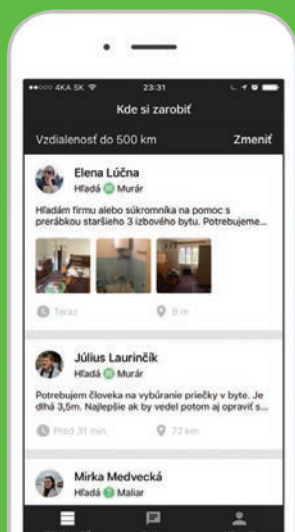 4KA SK 23:31
Kde si zarobiť
Vzdialenosť do 500 km Zmeniť
Elena Lúčna
Hľadá Murár
Hľadám firmu alebo súkromníka na pomoc s
prerábkou staršieho 3 izbového bytu. Potrebujeme...
Teraz 9 m
Július Laurinčík
Hľadá Murár
Potrebujem človeka na vybúranie priečky v byte. Je
dlhá 3,5m. Najlepšie ak by vedel potom aj opraviť s...
Pred 31 min. 72 km
Mirka Medvecká
Hľadá Maliar